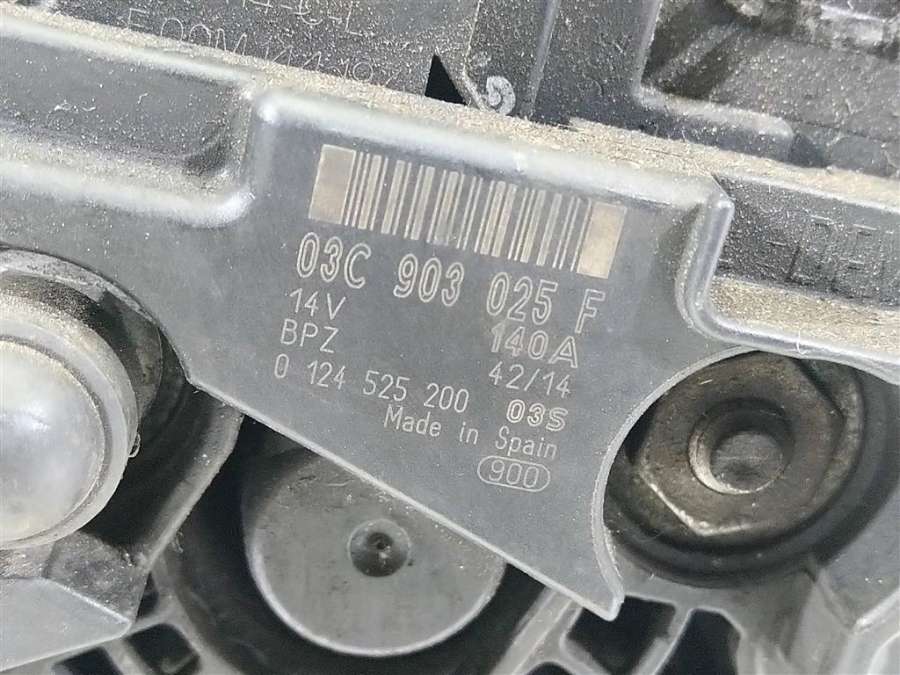 03C 903 025 F
14V 140A
BPZ 42/14
0 124 525 200 03S
Made in Spain
900